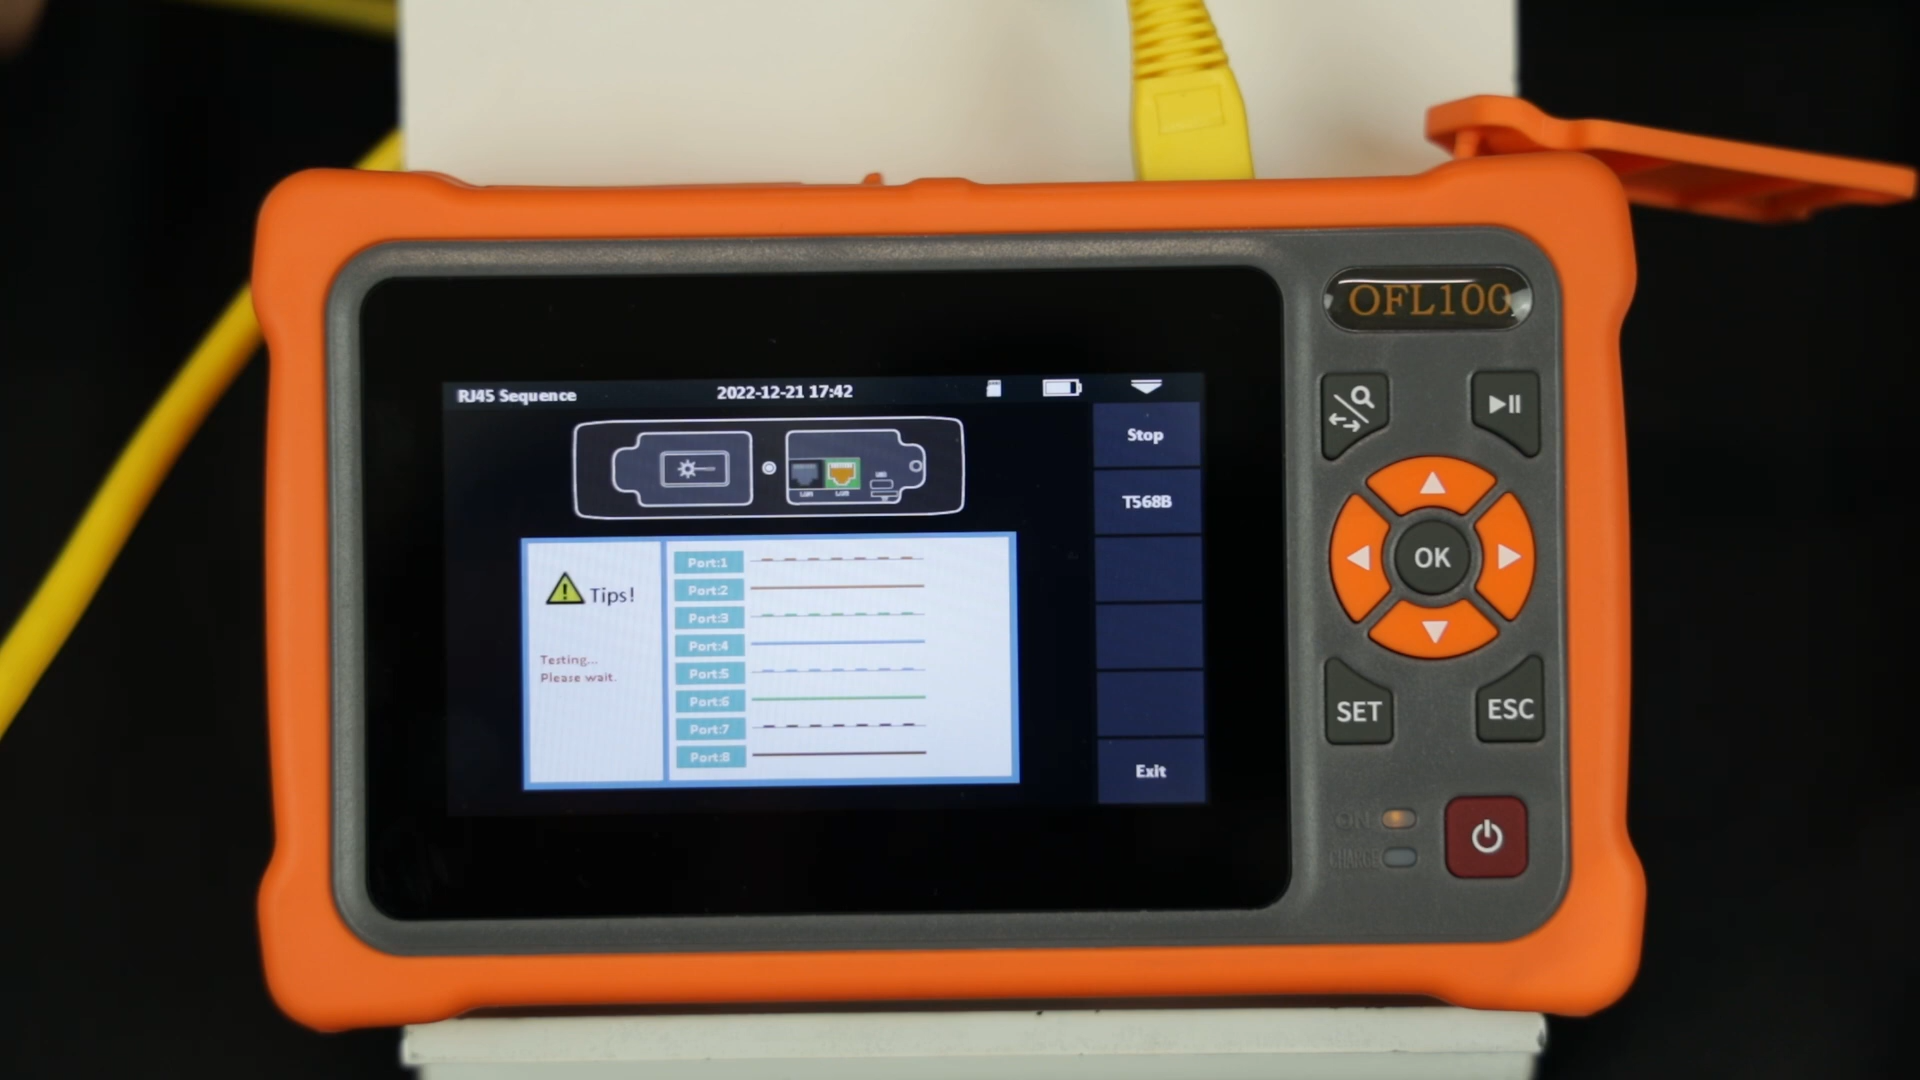 OFL100
RJ45 Sequence 2022-12-21 17:42
Stop
T568B
Tips!
Testing...
Please wait.
Port:1
Port:2
Port:3
Port:4
Port:5
Port:6
Port:7
Port:8
Exit
OK
SET
ESC
ON
CHARGE